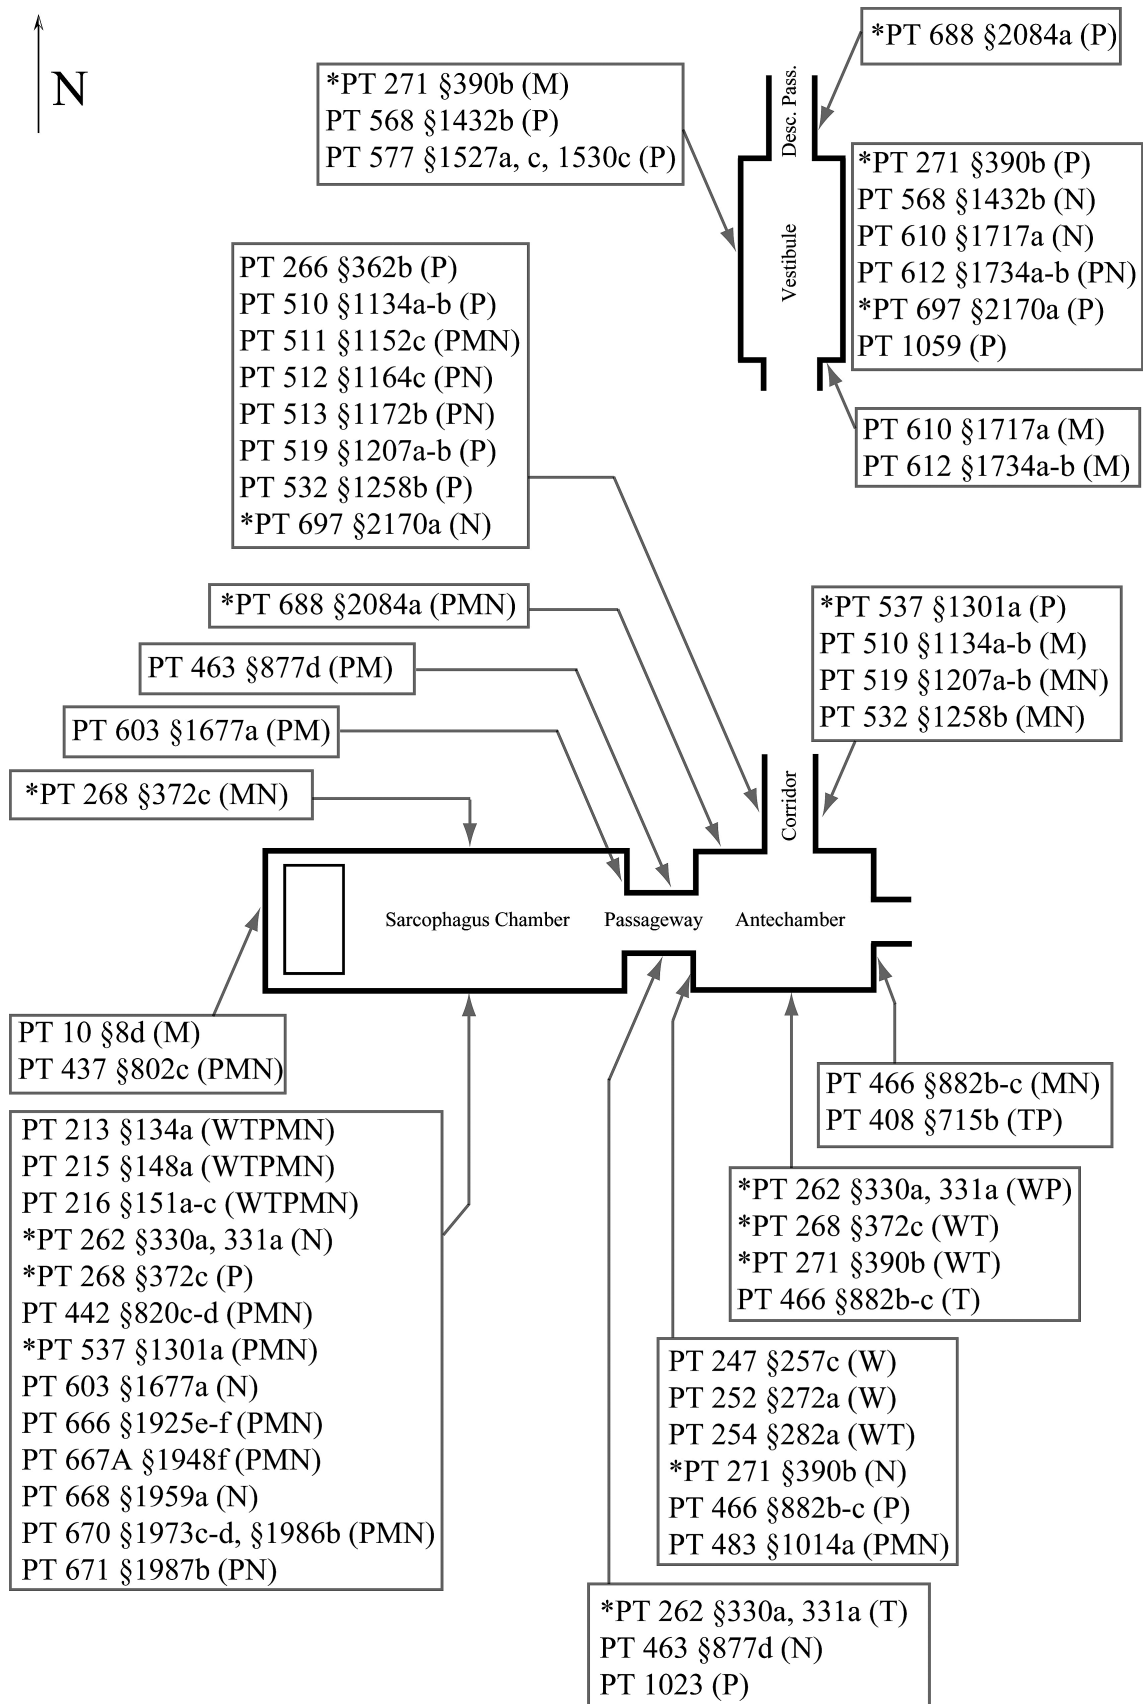 N
*PT 688 §2084a (P)
*PT 271 §390b (M)
PT 568 §1432b (P)
PT 577 §1527a, c, 1530c (P)
Desc. Pass.
Vestibule
*PT 271 §390b (P)
PT 568 §1432b (N)
PT 610 §1717a (N)
PT 612 §1734a-b (PN)
*PT 697 §2170a (P)
PT 1059 (P)
PT 610 §1717a (M)
PT 612 §1734a-b (M)
PT 266 §362b (P)
PT 510 §1134a-b (P)
PT 511 §1152c (PMN)
PT 512 §1164c (PN)
PT 513 §1172b (PN)
PT 519 §1207a-b (P)
PT 532 §1258b (P)
*PT 697 §2170a (N)
*PT 688 §2084a (PMN)
PT 463 §877d (PM)
PT 603 §1677a (PM)
*PT 268 §372c (MN)
*PT 537 §1301a (P)
PT 510 §1134a-b (M)
PT 519 §1207a-b (MN)
PT 532 §1258b (MN)
Corridor
Sarcophagus Chamber
Passageway
Antechamber
PT 10 §8d (M)
PT 437 §802c (PMN)
PT 213 §134a (WTPMN)
PT 215 §148a (WTPMN)
PT 216 §151a-c (WTPMN)
*PT 262 §330a, 331a (N)
*PT 268 §372c (P)
PT 442 §820c-d (PMN)
*PT 537 §1301a (PMN)
PT 603 §1677a (N)
PT 666 §1925e-f (PMN)
PT 667A §1948f (PMN)
PT 668 §1959a (N)
PT 670 §1973c-d, §1986b (PMN)
PT 671 §1987b (PN)
PT 466 §882b-c (MN)
PT 408 §715b (TP)
*PT 262 §330a, 331a (WP)
*PT 268 §372c (WT)
*PT 271 §390b (WT)
PT 466 §882b-c (T)
PT 247 §257c (W)
PT 252 §272a (W)
PT 254 §282a (WT)
*PT 271 §390b (N)
PT 466 §882b-c (P)
PT 483 §1014a (PMN)
*PT 262 §330a, 331a (T)
PT 463 §877d (N)
PT 1023 (P)